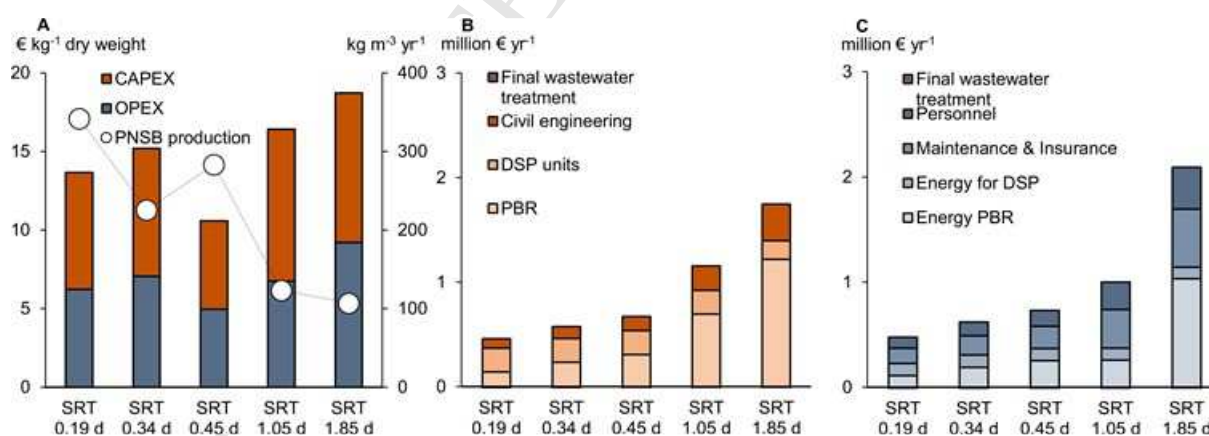 A
€ kg⁻¹ dry weight
kg m⁻³ yr⁻¹
20
15
10
5
0
CAPEX
OPEX
PNSB production
400
300
200
100
0
SRT SRT SRT SRT SRT
0.19 d 0.34 d 0.45 d 1.05 d 1.85 d
B
million € yr⁻¹
3
2
1
0
Final wastewater
treatment
Civil engineering
DSP units
PBR
SRT SRT SRT SRT SRT
0.19 d 0.34 d 0.45 d 1.05 d 1.85 d
C
million € yr⁻¹
3
2
1
0
Final wastewater
treatment
Personnel
Maintenance & Insurance
Energy for DSP
Energy PBR
SRT SRT SRT SRT SRT
0.19 d 0.34 d 0.45 d 1.05 d 1.85 d